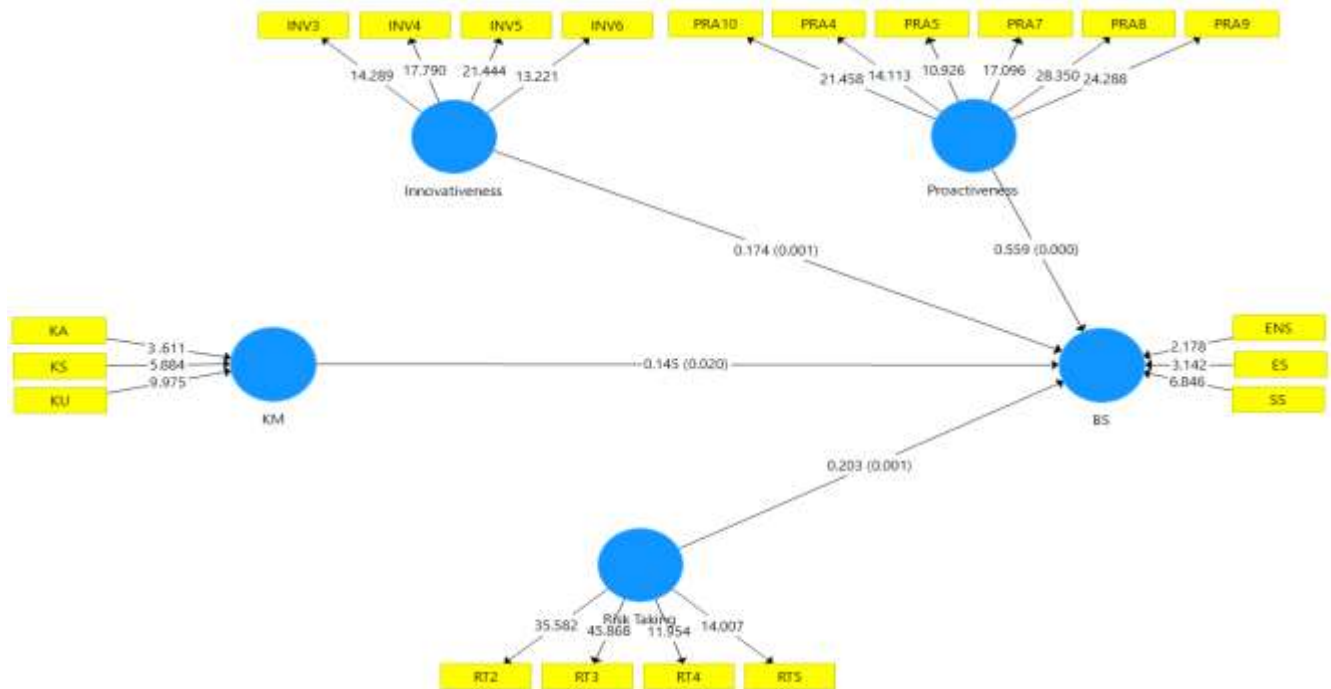 INV3 INV4 INV5 INV6 PRA10 PRA4 PRA5 PRA7 PRA8 PRA9
14.289 17.790 21.444 13.221 21.458 14.113 10.926 17.096 28.350 24.288
Innovativeness Proactiveness
0.174 (0.001) 0.559 (0.000)
KA
3.611
KS
5.884
KU
9.975
KM
0.145 (0.020)
ENS
2.178
ES
3.142
SS
6.846
BS
0.203 (0.001)
Risk Taking
35.582 45.868 11.954 14.007
RT2 RT3 RT4 RT5